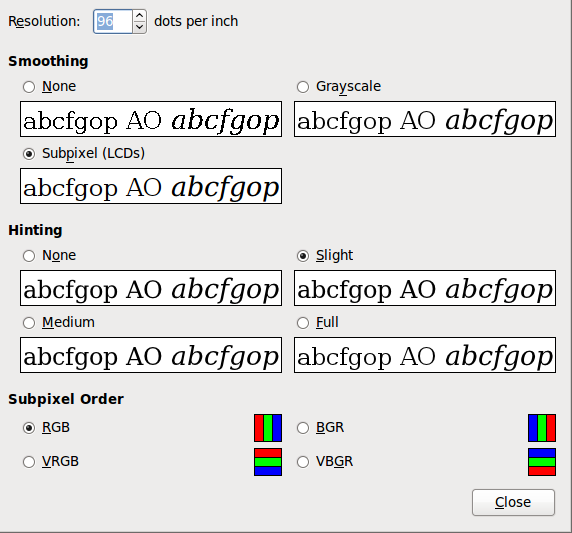 Resolution: 96 dots per inch
Smoothing
None Grayscale
abcfgop AO abcfgop abcfgop AO abcfgop
Subpixel (LCDs)
abcfgop AO abcfgop
Hinting
None Slight
abcfgop AO abcfgop abcfgop AO abcfgop
Medium Full
abcfgop AO abcfgop abcfgop AO abcfgop
Subpixel Order
RGB BGR
VRGB VBGR
Close